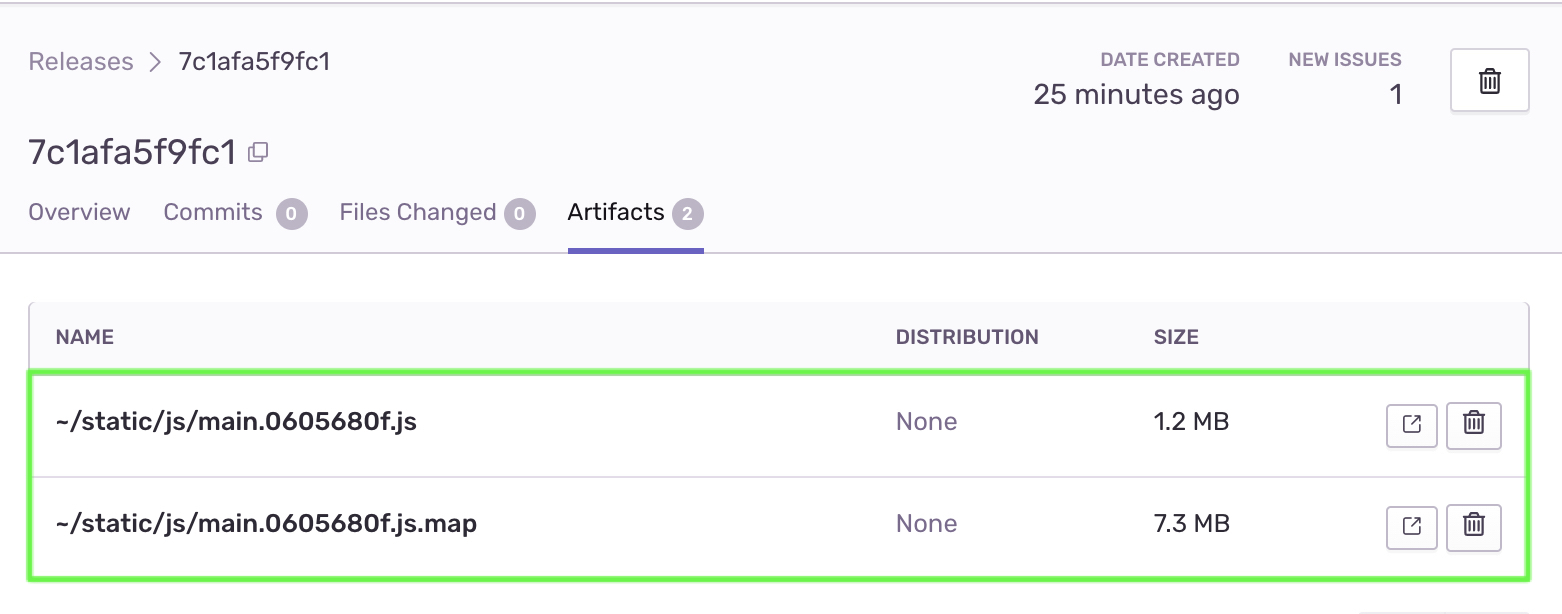 Releases > 7c1afa5f9fc1
DATE CREATED
25 minutes ago
NEW ISSUES
1
7c1afa5f9fc1
Overview Commits 0 Files Changed 0 Artifacts 2
NAME DISTRIBUTION SIZE
~/static/js/main.0605680f.js None 1.2 MB
~/static/js/main.0605680f.js.map None 7.3 MB